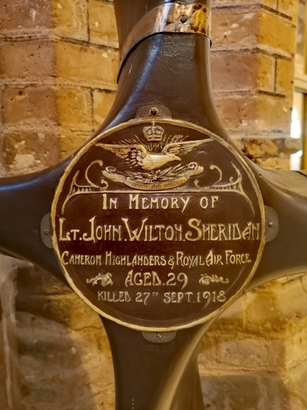 IN MEMORY OF
LT. JOHN. WILTON. SHERIDAN
CAMERON HIGHLANDERS & ROYAL AIR FORCE
AGED. 29
KILLED 27TH SEPT. 1918